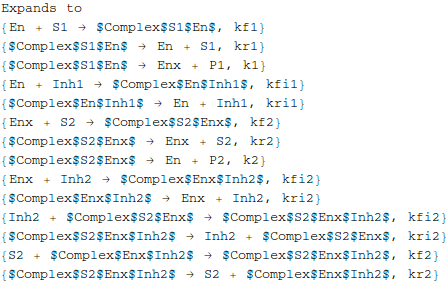 Expands to
{En + S1 → $Complex$S1$En$, kf1}
{$Complex$S1$En$ → En + S1, kr1}
{$Complex$S1$En$ → Enx + P1, k1}
{En + Inh1 → $Complex$En$Inh1$, kfi1}
{$Complex$En$Inh1$ → En + Inh1, kri1}
{Enx + S2 → $Complex$S2$Enx$, kf2}
{$Complex$S2$Enx$ → Enx + S2, kr2}
{$Complex$S2$Enx$ → En + P2, k2}
{Enx + Inh2 → $Complex$Enx$Inh2$, kfi2}
{$Complex$Enx$Inh2$ → Enx + Inh2, kri2}
{Inh2 + $Complex$S2$Enx$ → $Complex$S2$Enx$Inh2$, kfi2}
{$Complex$S2$Enx$Inh2$ → Inh2 + $Complex$S2$Enx$, kri2}
{S2 + $Complex$Enx$Inh2$ → $Complex$S2$Enx$Inh2$, kf2}
{$Complex$S2$Enx$Inh2$ → S2 + $Complex$Enx$Inh2$, kr2}